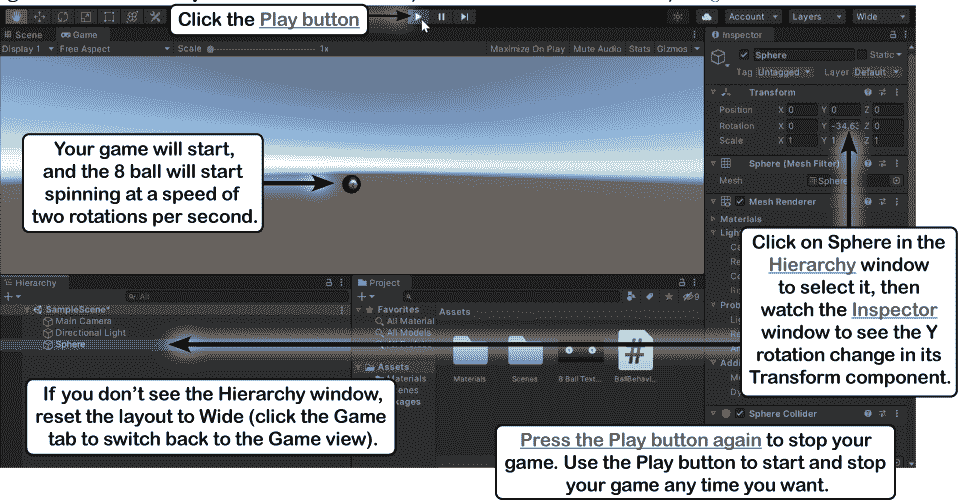 Click the Play button
Account
Layers
Wide
Scene
Game
Display 1
Free Aspect
Scale
1x
Maximize On Play
Mute Audio
Stats
Gizmos
Inspector
Sphere
Static
Tag
Untagged
Layer
Default
Transform
Position X 0 Y 0 Z 0
Rotation X 0 Y -34.63 Z 0
Scale X 1 Y 1 Z 1
Sphere (Mesh Filter)
Mesh
Sphere
Mesh Renderer
Materials
Your game will start,
and the 8 ball will start
spinning at a speed of
two rotations per second.
Click on Sphere in the
Hierarchy window
to select it, then
watch the Inspector
window to see the Y
rotation change in its
Transform component.
Sphere Collider
Hierarchy
All
SampleScene*
Main Camera
Directional Light
Sphere
Project
9
Favorites
All Material
All Models
Assets
Materials
Assets
Materials
Scenes
8 Ball Text...
#
BallBehavi...
If you don't see the Hierarchy window,
reset the layout to Wide (click the Game
tab to switch back to the Game view).
Press the Play button again to stop your
game. Use the Play button to start and stop
your game any time you want.